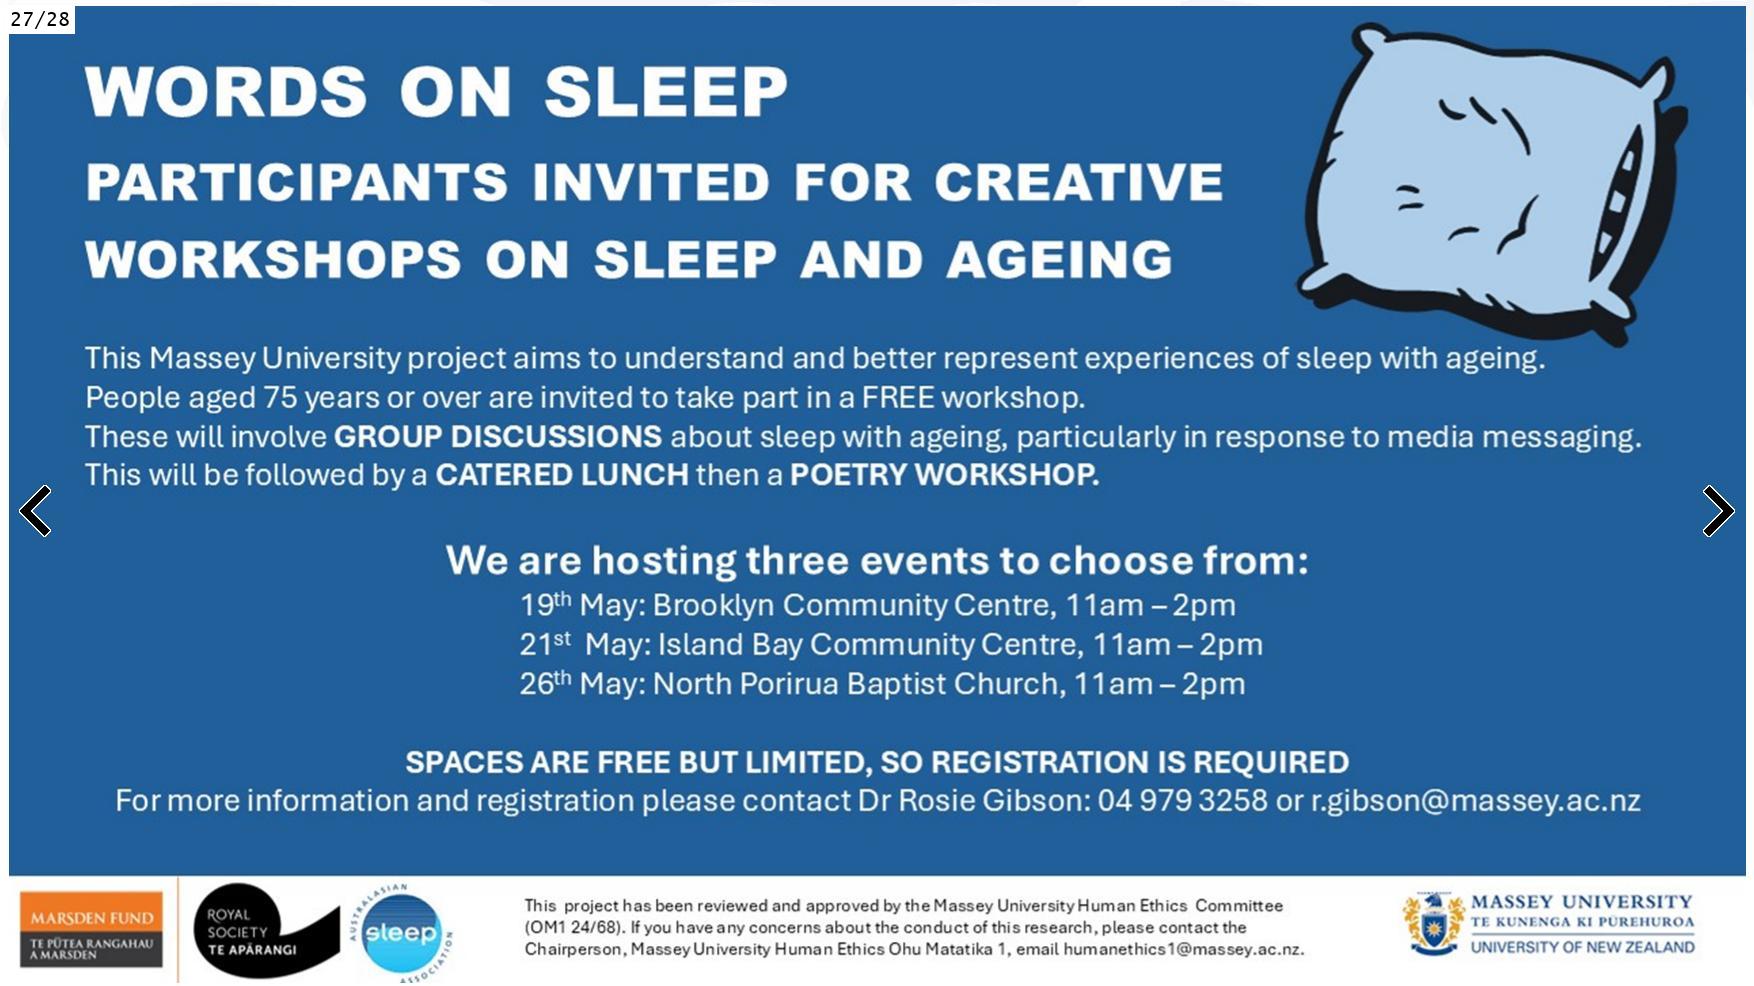 27/28
WORDS ON SLEEP
PARTICIPANTS INVITED FOR CREATIVE
WORKSHOPS ON SLEEP AND AGEING
This Massey University project aims to understand and better represent experiences of sleep with ageing.
People aged 75 years or over are invited to take part in a FREE workshop.
These will involve GROUP DISCUSSIONS about sleep with ageing, particularly in response to media messaging.
This will be followed by a CATERED LUNCH then a POETRY WORKSHOP.
We are hosting three events to choose from:
19th May: Brooklyn Community Centre, 11am – 2pm
21st May: Island Bay Community Centre, 11am – 2pm
26th May: North Porirua Baptist Church, 11am – 2pm
SPACES ARE FREE BUT LIMITED, SO REGISTRATION IS REQUIRED
For more information and registration please contact Dr Rosie Gibson: 04 979 3258 or r.gibson@massey.ac.nz
MARSDEN FUND
TE PŪTEA RANGAHAU
A MARSDEN
ROYAL
SOCIETY
TE APĀRANGI
AUSTRALASIAN
sleep
ASSOCIATION
This project has been reviewed and approved by the Massey University Human Ethics Committee
(OM1 24/68). If you have any concerns about the conduct of this research, please contact the
Chairperson, Massey University Human Ethics Ohu Matatika 1, email humanethics1@massey.ac.nz.
MASSEY UNIVERSITY
TE KUNENGA KI PŪREHUROA
UNIVERSITY OF NEW ZEALAND